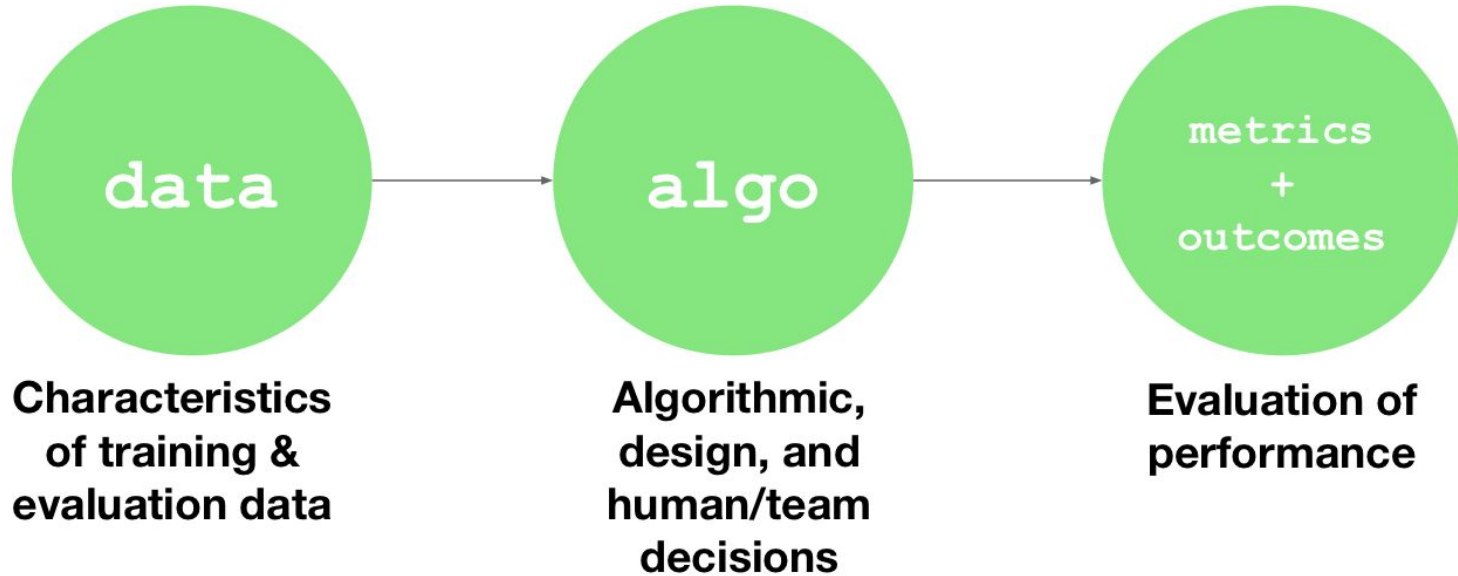 data
algo
metrics
+
outcomes
Characteristics
of training &
evaluation data
Algorithmic,
design, and
human/team
decisions
Evaluation of
performance